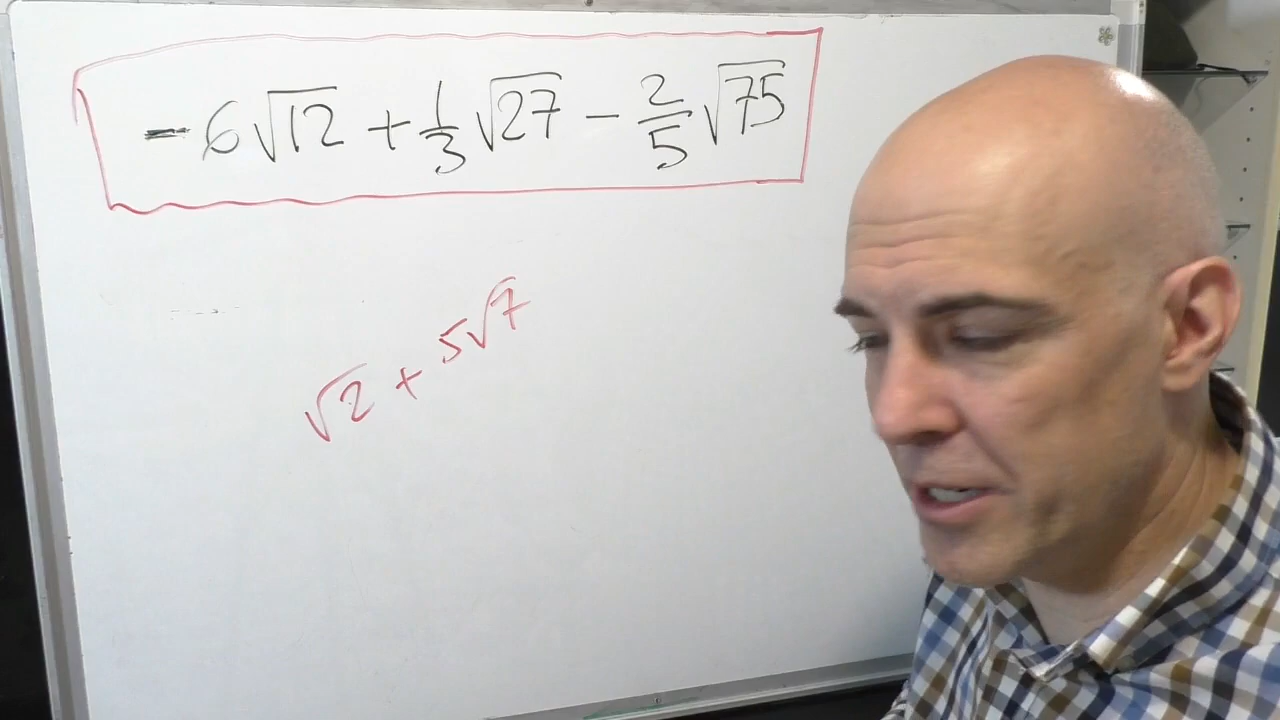 -6√12 + 1/3 √27 - 2/5 √75
√2 + 5√7